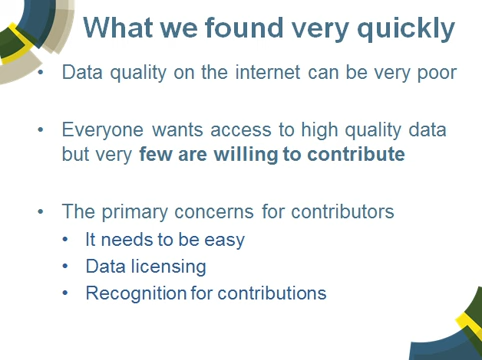 What we found very quickly
• Data quality on the internet can be very poor
• Everyone wants access to high quality data
but very few are willing to contribute
• The primary concerns for contributors
• It needs to be easy
• Data licensing
• Recognition for contributions